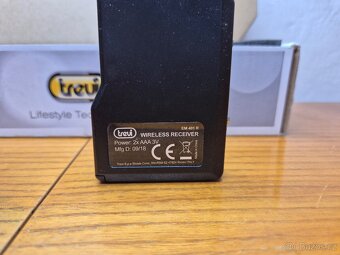 trevi
Lifestyle Tec
EM 401 R
trevi WIRELESS RECEIVER
Power: 2x AAA 3V
Mfg D: 09/18
CE